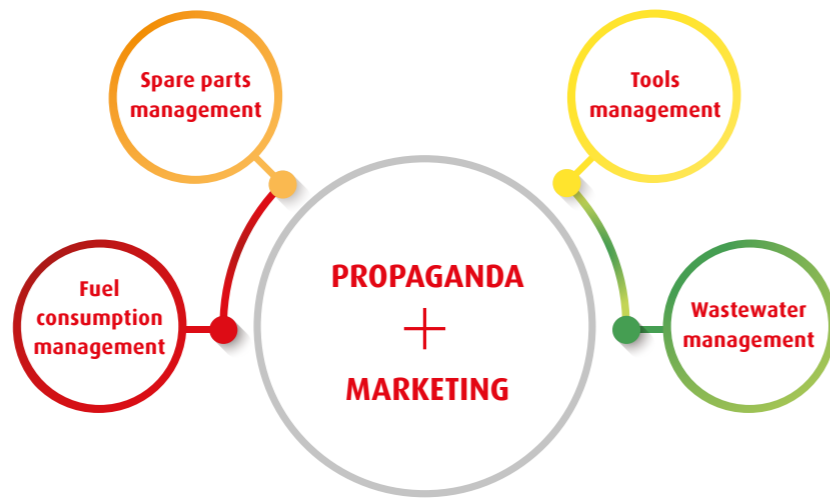 Spare parts
management
Tools
management
Fuel
consumption
management
PROPAGANDA
+
MARKETING
Wastewater
management